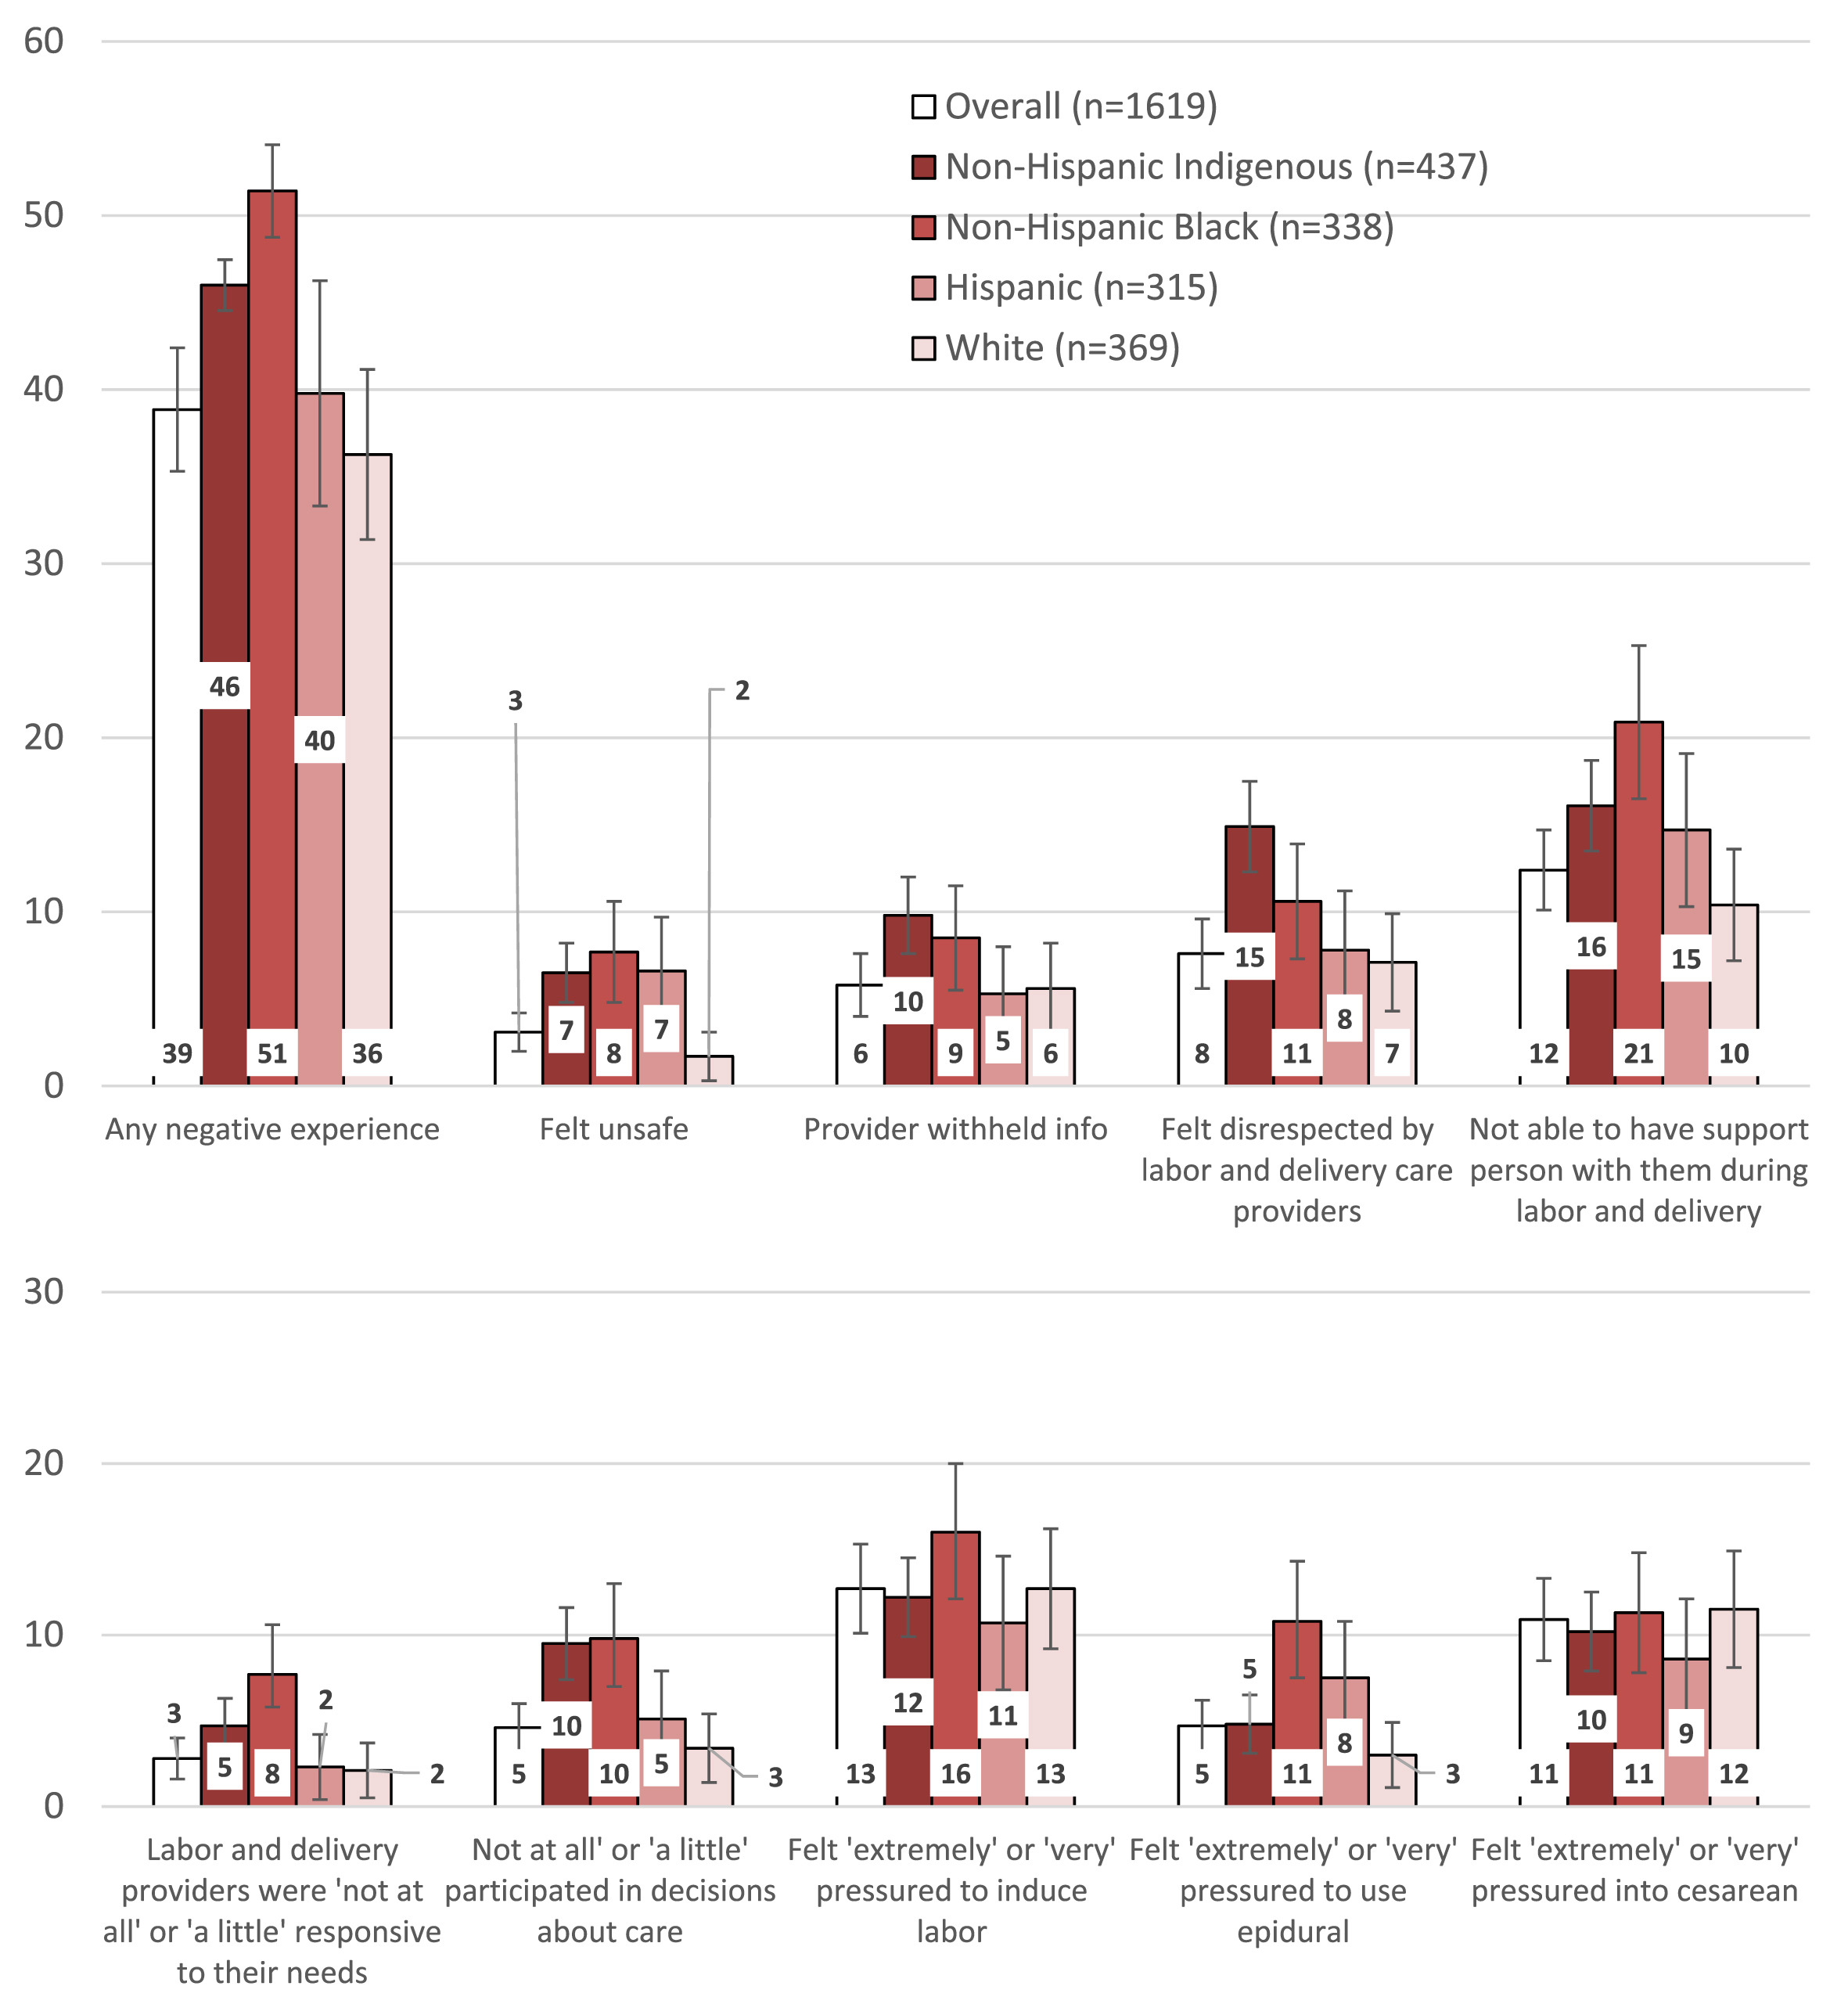 60
50
40
30
20
10
0
Overall (n=1619)
Non-Hispanic Indigenous (n=437)
Non-Hispanic Black (n=338)
Hispanic (n=315)
White (n=369)
39
46
51
40
36
3
7
8
7
2
6
10
9
5
6
8
15
11
8
7
12
16
21
15
10
Any negative experience
Felt unsafe
Provider withheld info
Felt disrespected by
labor and delivery care
providers
Not able to have support
person with them during
labor and delivery
30
20
10
0
3
5
8
2
2
5
10
10
5
3
13
12
16
11
13
5
5
11
8
3
11
10
11
9
12
Labor and delivery
providers were 'not at
all' or 'a little' responsive
to their needs
Not at all' or 'a little'
participated in decisions
about care
Felt 'extremely' or 'very'
pressured to induce
labor
Felt 'extremely' or 'very'
pressured to use
epidural
Felt 'extremely' or 'very'
pressured into cesarean